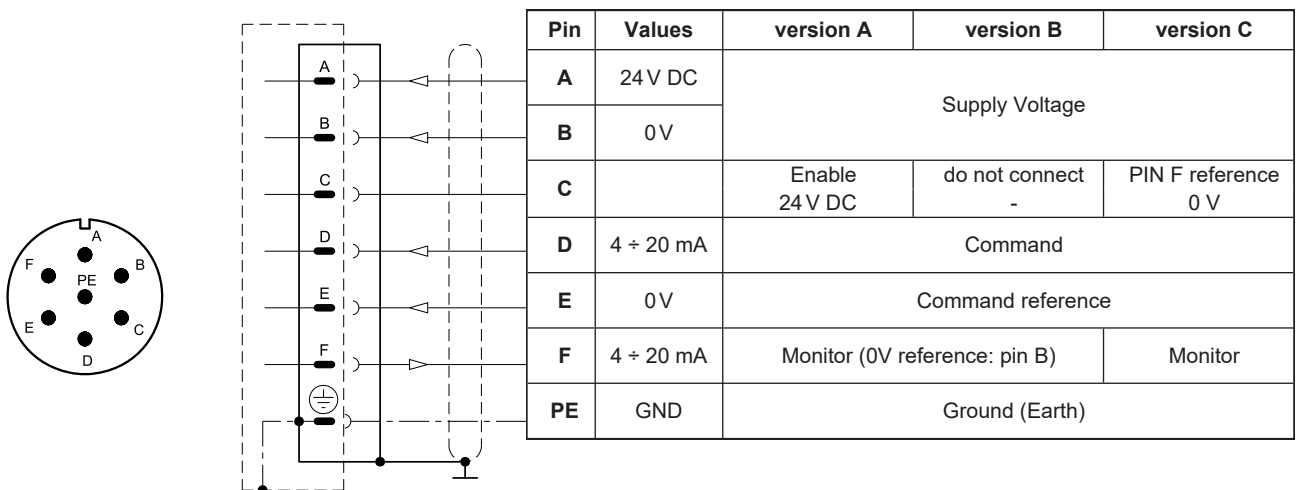 A
F
B
PE
E
C
D
A
B
C
D
E
F
Pin Values version A version B version C
A 24 V DC Supply Voltage
B 0 V
C Enable do not connect PIN F reference
24 V DC - 0 V
D 4 ÷ 20 mA Command
E 0 V Command reference
F 4 ÷ 20 mA Monitor (0V reference: pin B) Monitor
PE GND Ground (Earth)